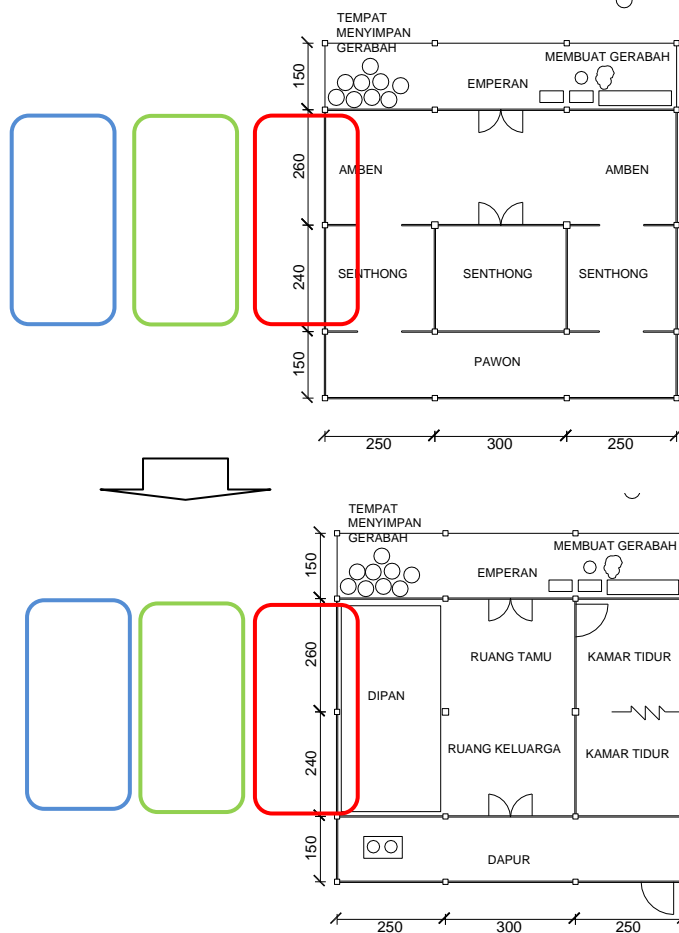 TEMPAT
MENYIMPAN
GERABAH
MEMBUAT GERABAH
EMPERAN
150
260
AMBEN
AMBEN
240
SENTHONG
SENTHONG
SENTHONG
150
PAWON
250
300
250
TEMPAT
MENYIMPAN
GERABAH
MEMBUAT GERABAH
EMPERAN
150
260
RUANG TAMU
KAMAR TIDUR
DIPAN
240
RUANG KELUARGA
KAMAR TIDUR
150
DAPUR
250
300
250